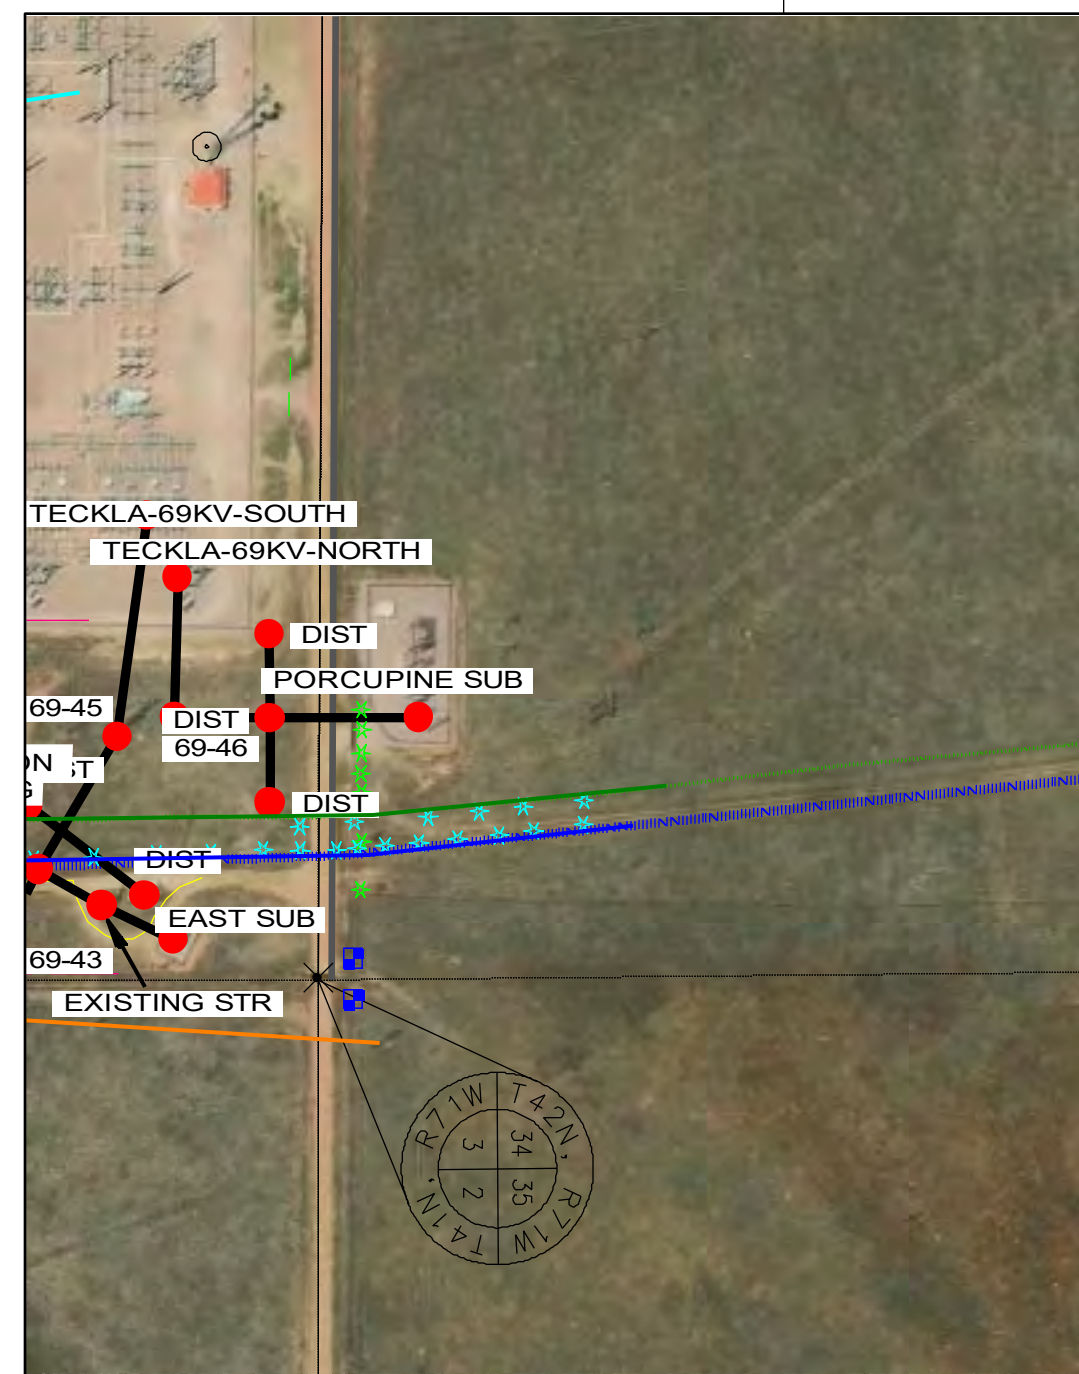 TECKLA-69KV-SOUTH
TECKLA-69KV-NORTH
DIST
PORCUPINE SUB
69-45
DIST
69-46
DIST
DIST
EAST SUB
69-43
EXISTING STR
T42N, R71W
T41N, R71W
34
35
3
2